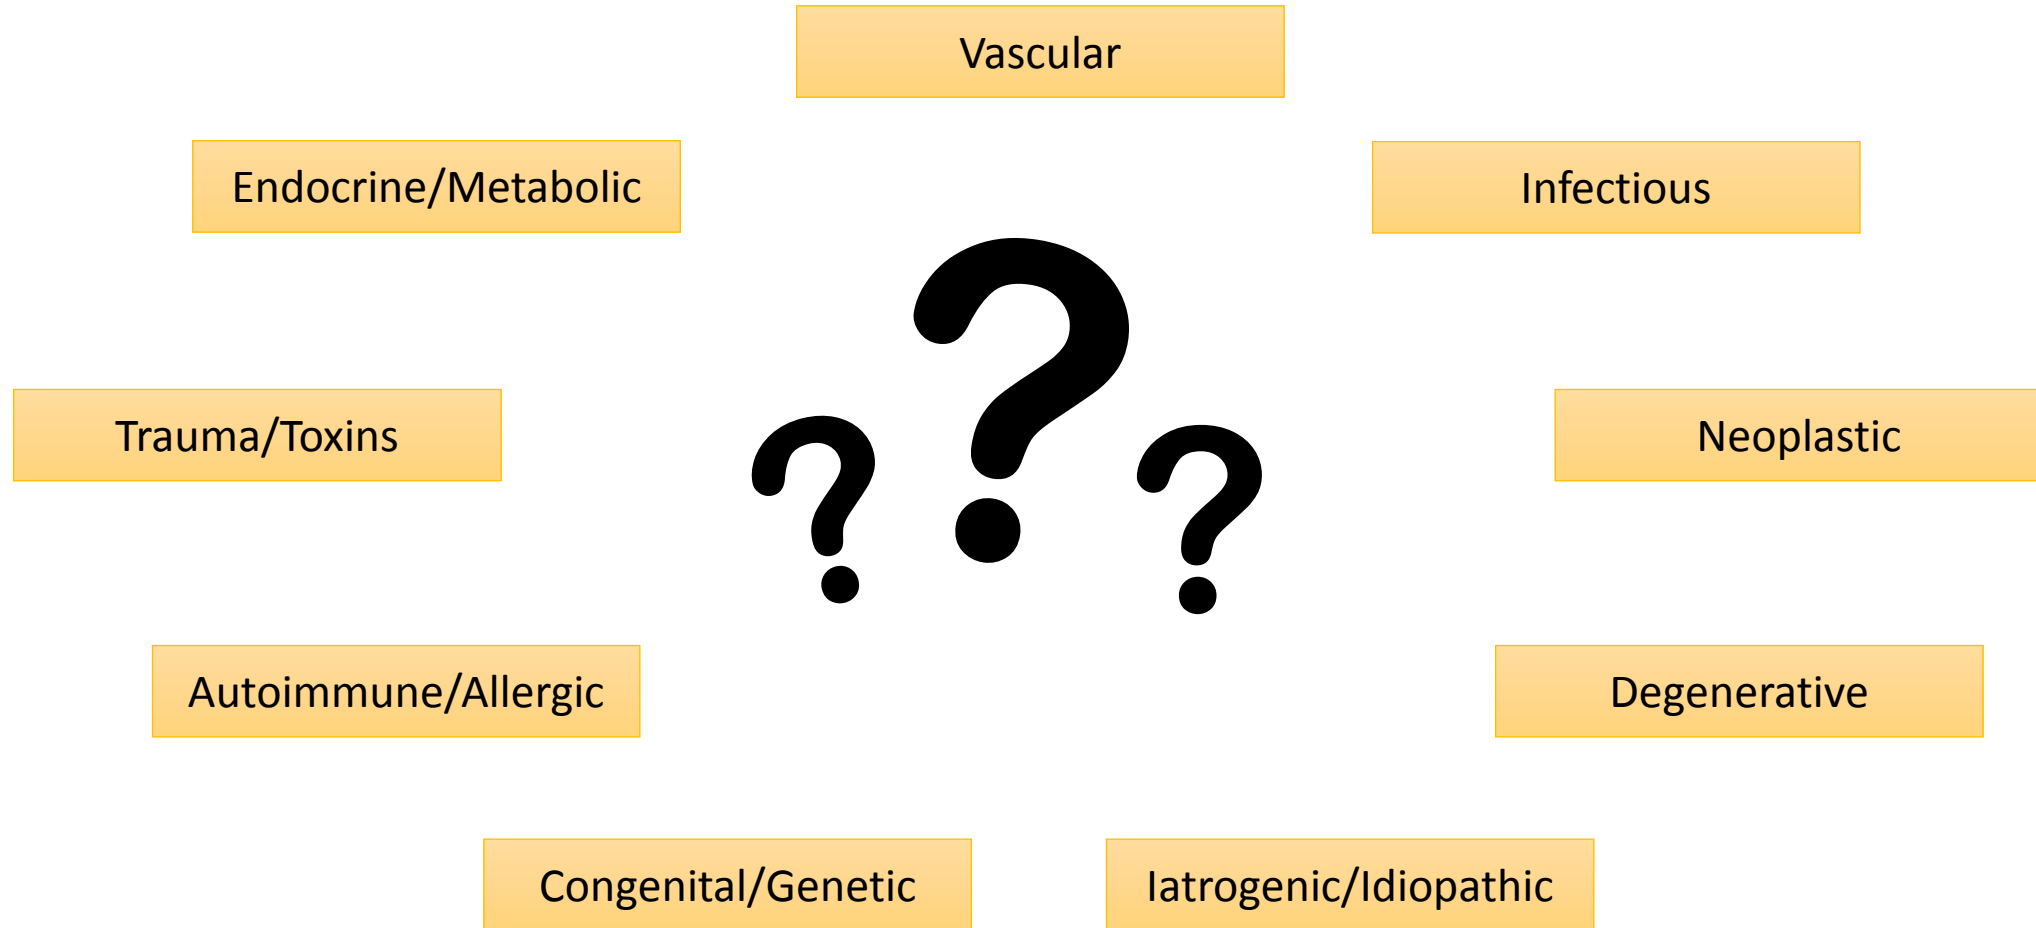 Vascular
Endocrine/Metabolic
Infectious
Trauma/Toxins
Neoplastic
Autoimmune/Allergic
Degenerative
Congenital/Genetic
Iatrogenic/Idiopathic
???